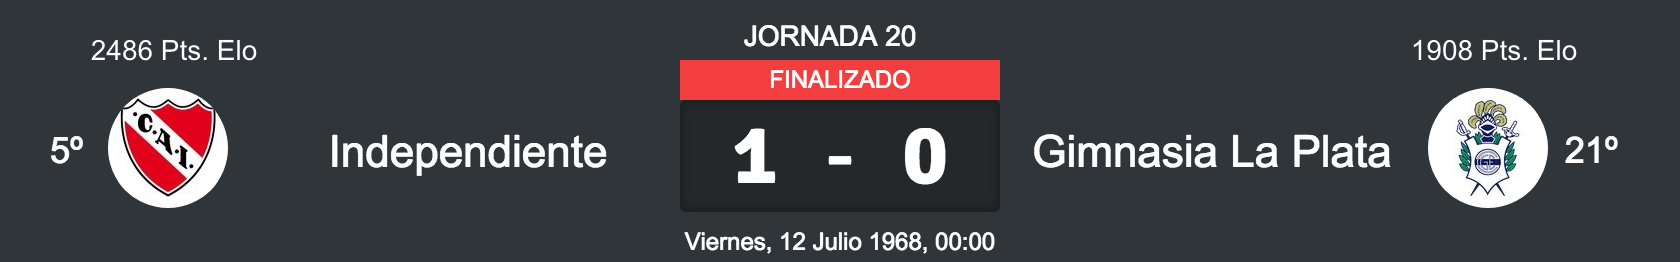 JORNADA 20
2486 Pts. Elo
1908 Pts. Elo
FINALIZADO
5º
C.A.I.
Independiente
1 - 0
Gimnasia La Plata
21º
Viernes, 12 Julio 1968, 00:00